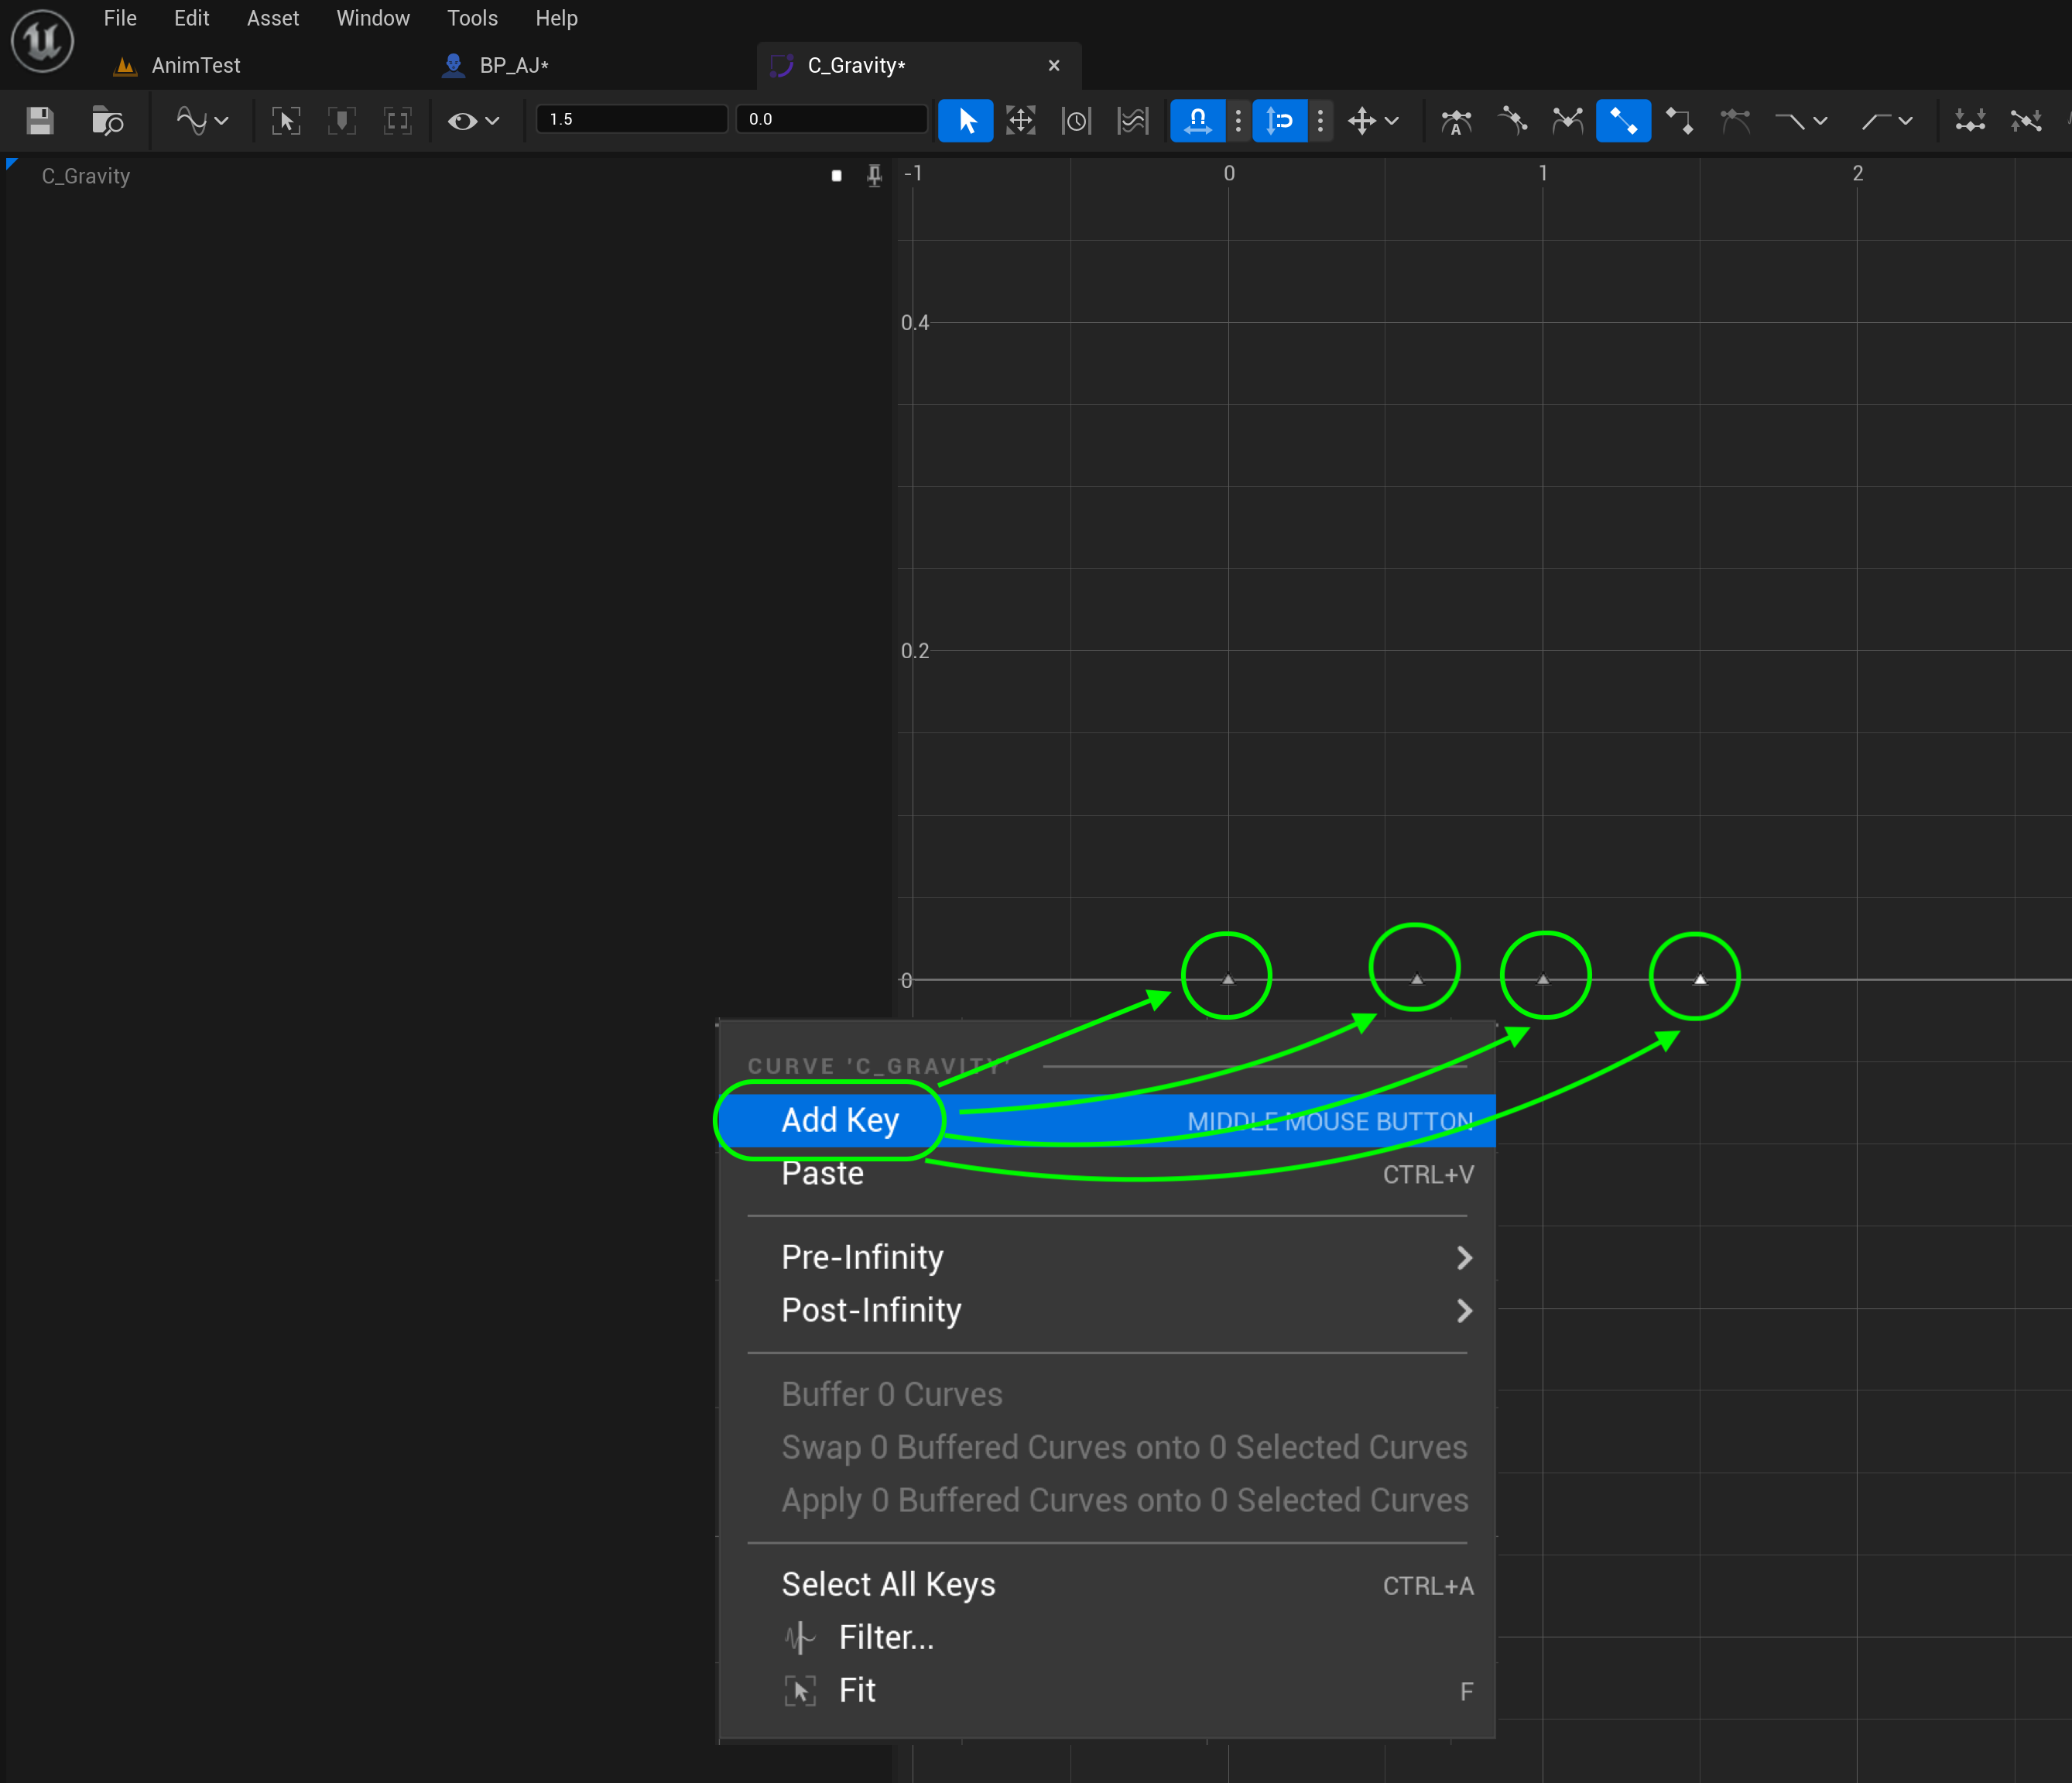 File Edit Asset Window Tools Help
AnimTest BP_AJ* C_Gravity*
1.5 0.0
C_Gravity
-1 0 1 2
0.4
0.2
0
CURVE 'C_GRAVITY'
Add Key MIDDLE MOUSE BUTTON
Paste CTRL+V
Pre-Infinity
Post-Infinity
Buffer 0 Curves
Swap 0 Buffered Curves onto 0 Selected Curves
Apply 0 Buffered Curves onto 0 Selected Curves
Select All Keys CTRL+A
Filter...
Fit F